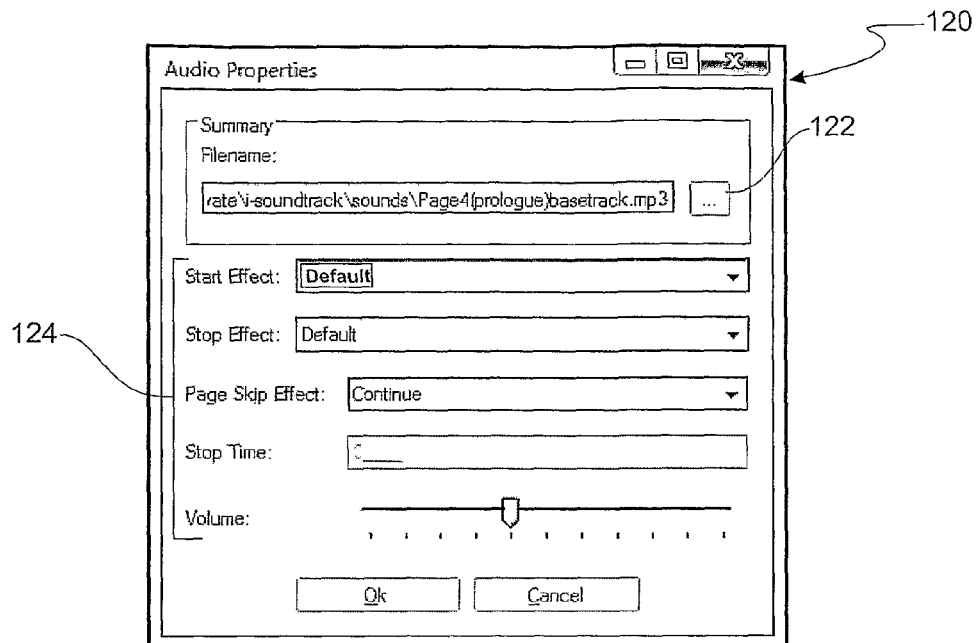 120
Audio Properties
Summary
122
Filename:
rate\i-soundtrack\sounds\Page4(prologue)basetrack.mp3
...
Start Effect: Default
124
Stop Effect: Default
Page Skip Effect: Continue
Stop Time:
Volume:
Ok Cancel